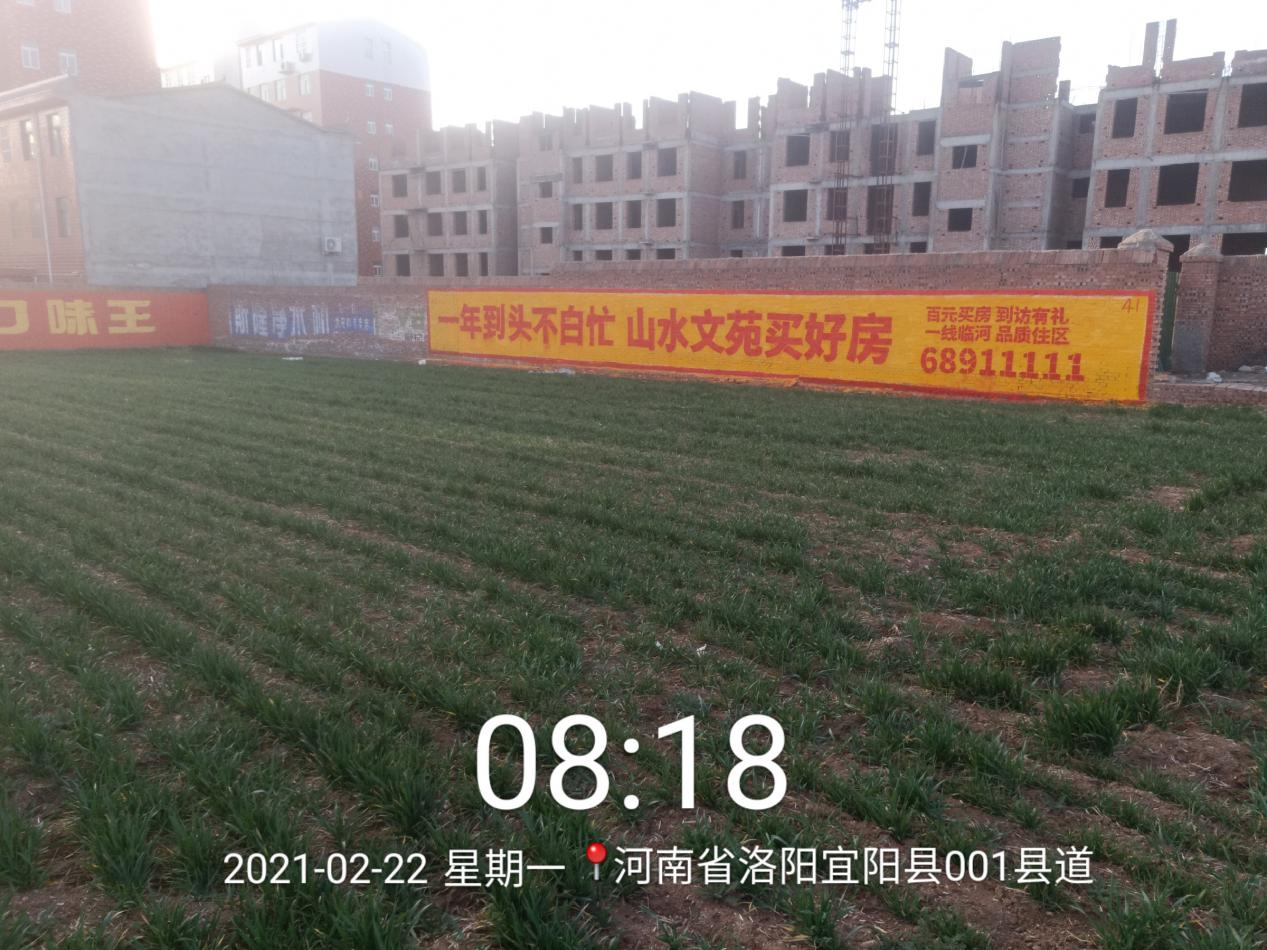 口味王
一年到头不白忙 山水文苑买好房
百元买房 到访有礼
一线临河 品质住区
68911111
41
08:18
2021-02-22 星期一 河南省洛阳宜阳县001县道